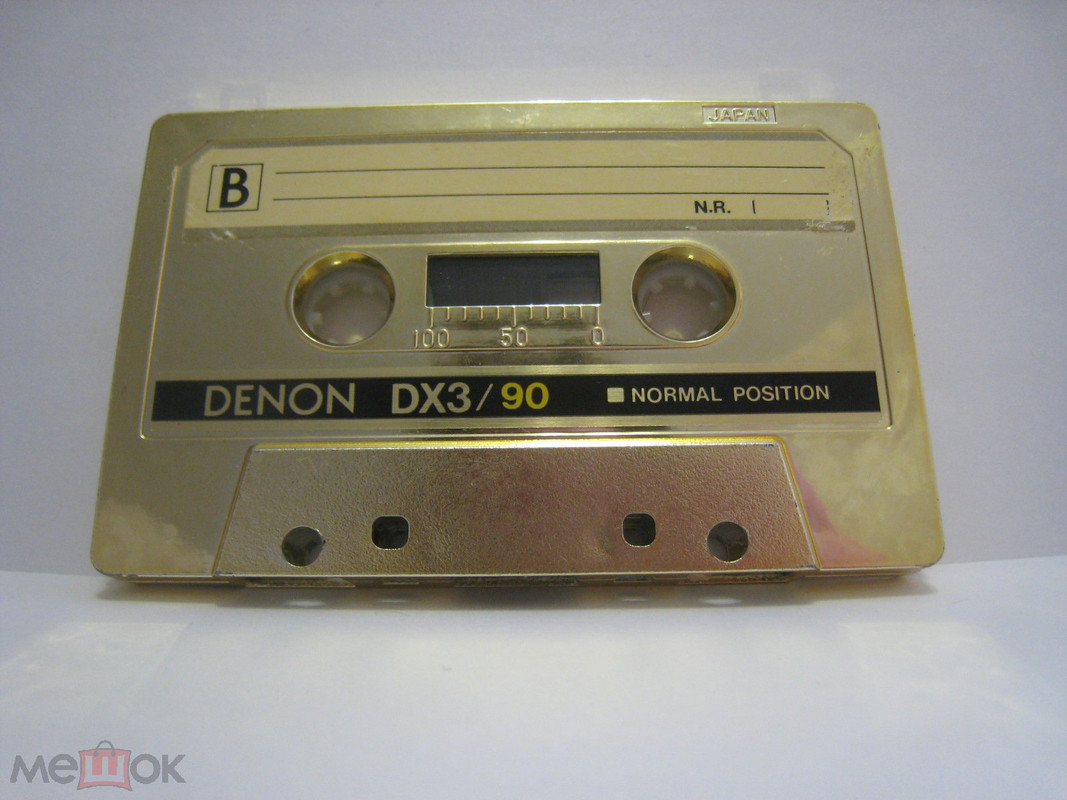 JAPAN
B
N.R.
100 50 0
DENON DX3/90 NORMAL POSITION
мешок